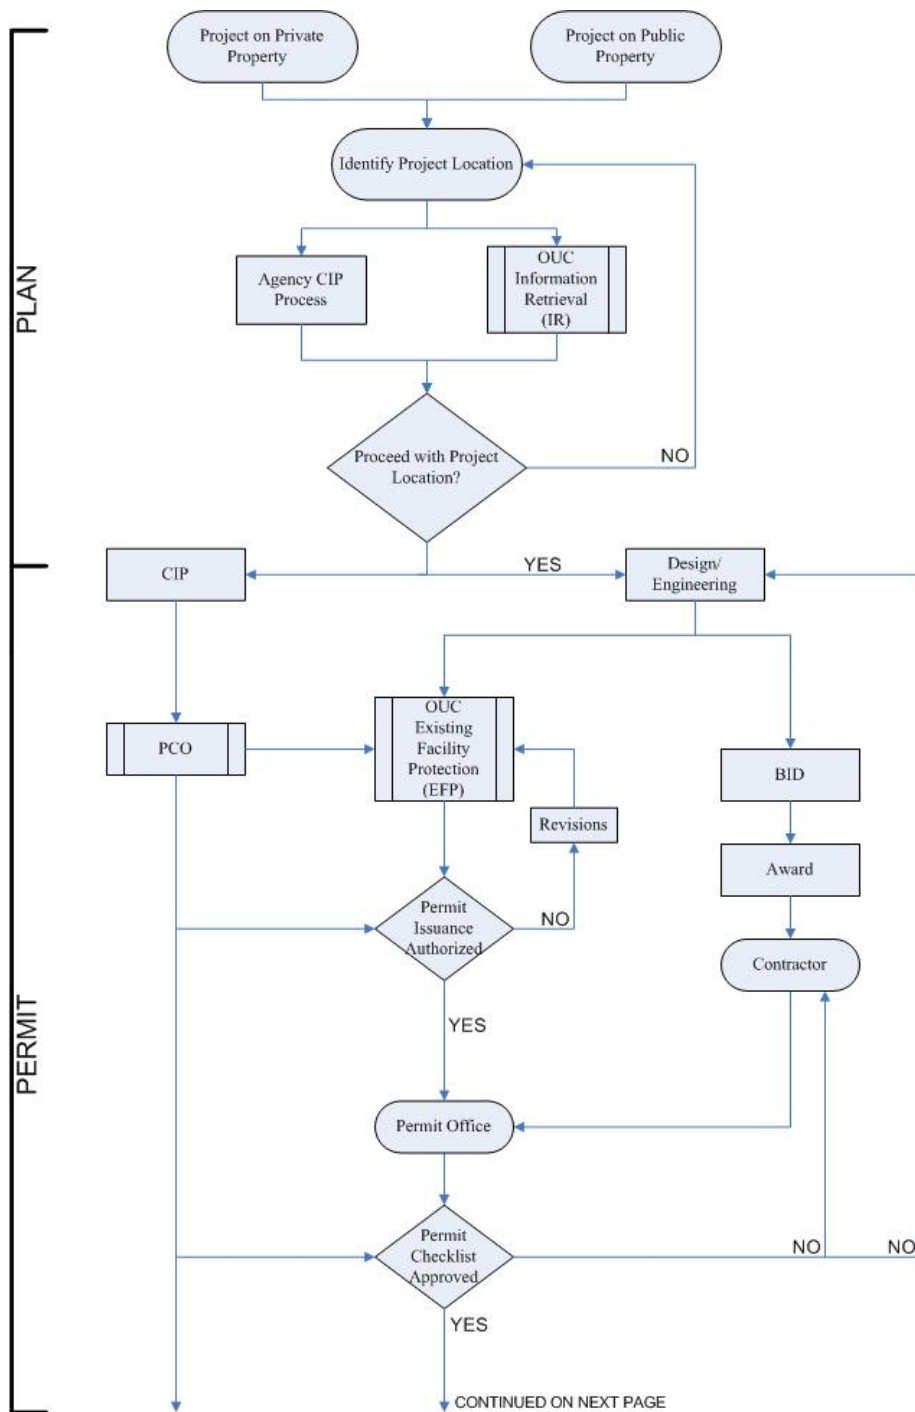 Project on Private
Property
Project on Public
Property
Identify Project Location
PLAN
Agency CIP
Process
OUC
Information
Retrieval
(IR)
Proceed with Project
Location?
NO
YES
CIP
Design/
Engineering
PCO
OUC
Existing
Facility
Protection
(EFP)
BID
Revisions
Award
Permit
Issuance
Authorized
NO
Contractor
YES
PERMIT
Permit Office
Permit
Checklist
Approved
NO
NO
YES
CONTINUED ON NEXT PAGE